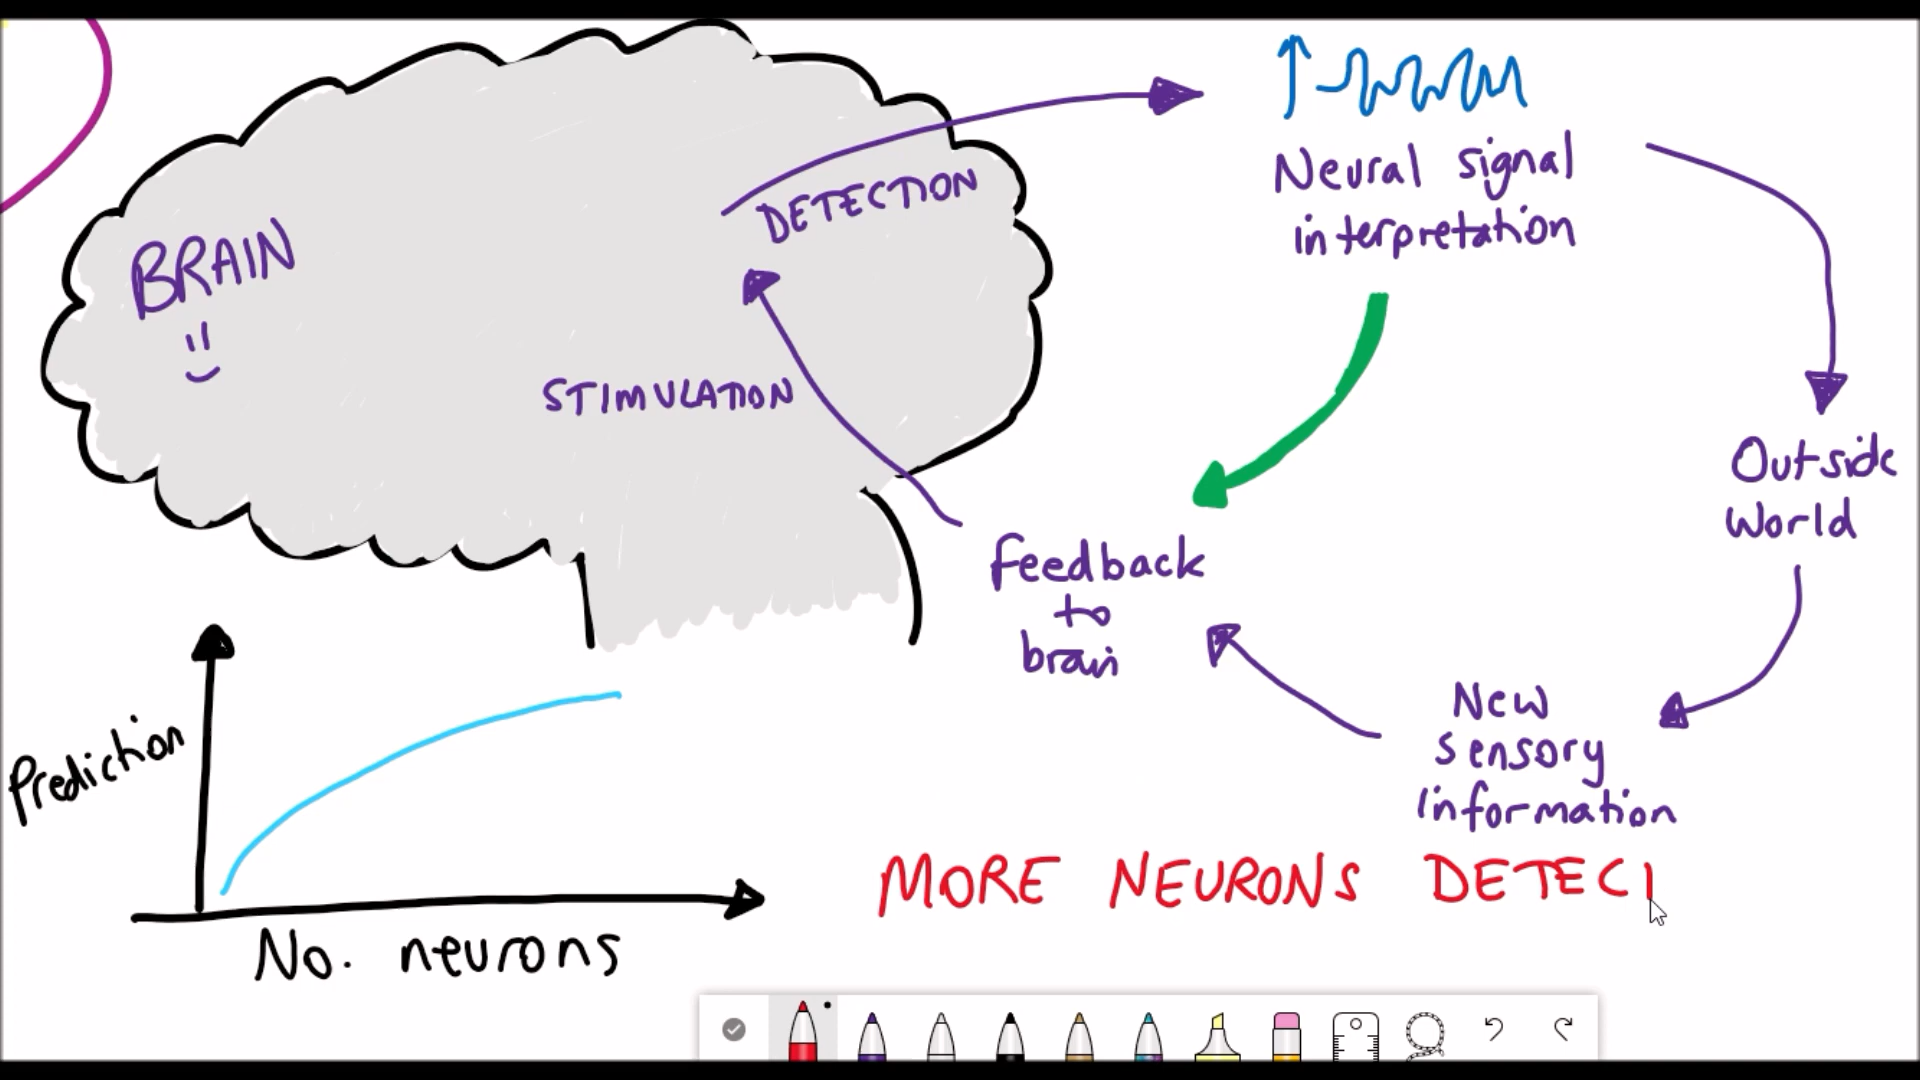 BRAIN
DETECTION
STIMULATION
Neural signal
interpretation
Outside
World
Feedback
to
brain
New
sensory
information
Prediction
No. neurons
MORE NEURONS DETEC